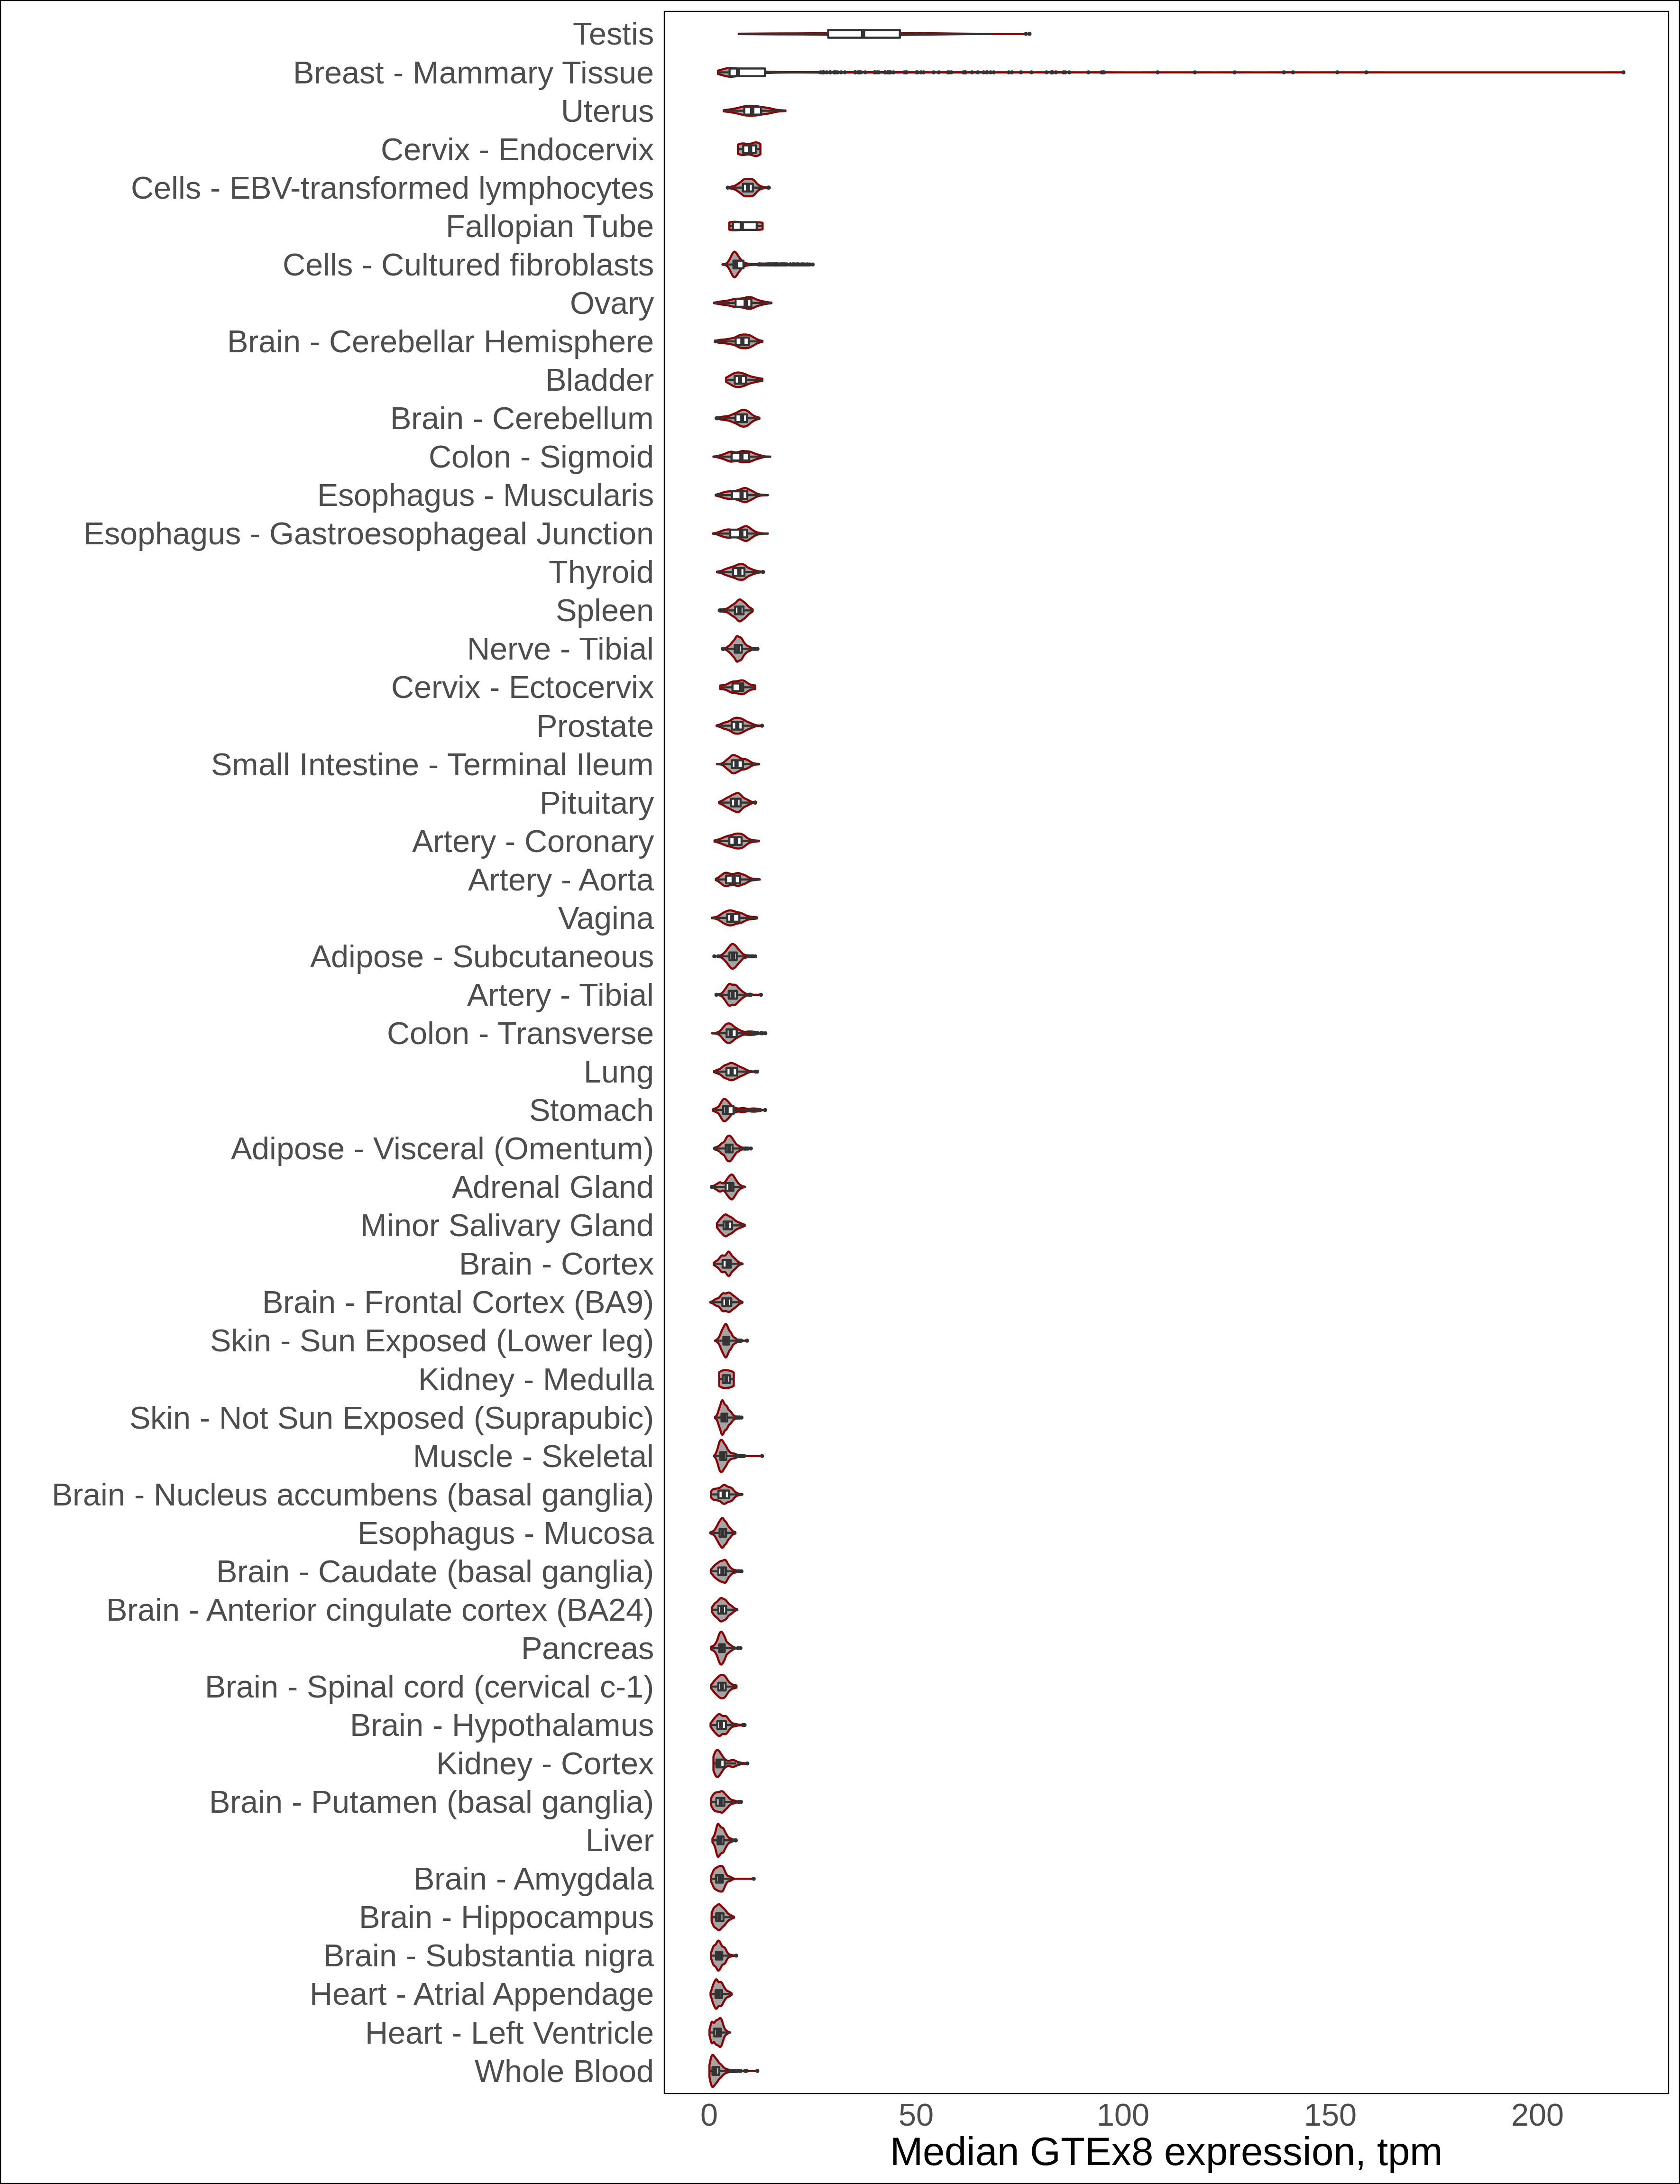 Testis
Breast - Mammary Tissue
Uterus
Cervix - Endocervix
Cells - EBV-transformed lymphocytes
Fallopian Tube
Cells - Cultured fibroblasts
Ovary
Brain - Cerebellar Hemisphere
Bladder
Brain - Cerebellum
Colon - Sigmoid
Esophagus - Muscularis
Esophagus - Gastroesophageal Junction
Thyroid
Spleen
Nerve - Tibial
Cervix - Ectocervix
Prostate
Small Intestine - Terminal Ileum
Pituitary
Artery - Coronary
Artery - Aorta
Vagina
Adipose - Subcutaneous
Artery - Tibial
Colon - Transverse
Lung
Stomach
Adipose - Visceral (Omentum)
Adrenal Gland
Minor Salivary Gland
Brain - Cortex
Brain - Frontal Cortex (BA9)
Skin - Sun Exposed (Lower leg)
Kidney - Medulla
Skin - Not Sun Exposed (Suprapubic)
Muscle - Skeletal
Brain - Nucleus accumbens (basal ganglia)
Esophagus - Mucosa
Brain - Caudate (basal ganglia)
Brain - Anterior cingulate cortex (BA24)
Pancreas
Brain - Spinal cord (cervical c-1)
Brain - Hypothalamus
Kidney - Cortex
Brain - Putamen (basal ganglia)
Liver
Brain - Amygdala
Brain - Hippocampus
Brain - Substantia nigra
Heart - Atrial Appendage
Heart - Left Ventricle
Whole Blood
0 50 100 150 200
Median GTEx8 expression, tpm